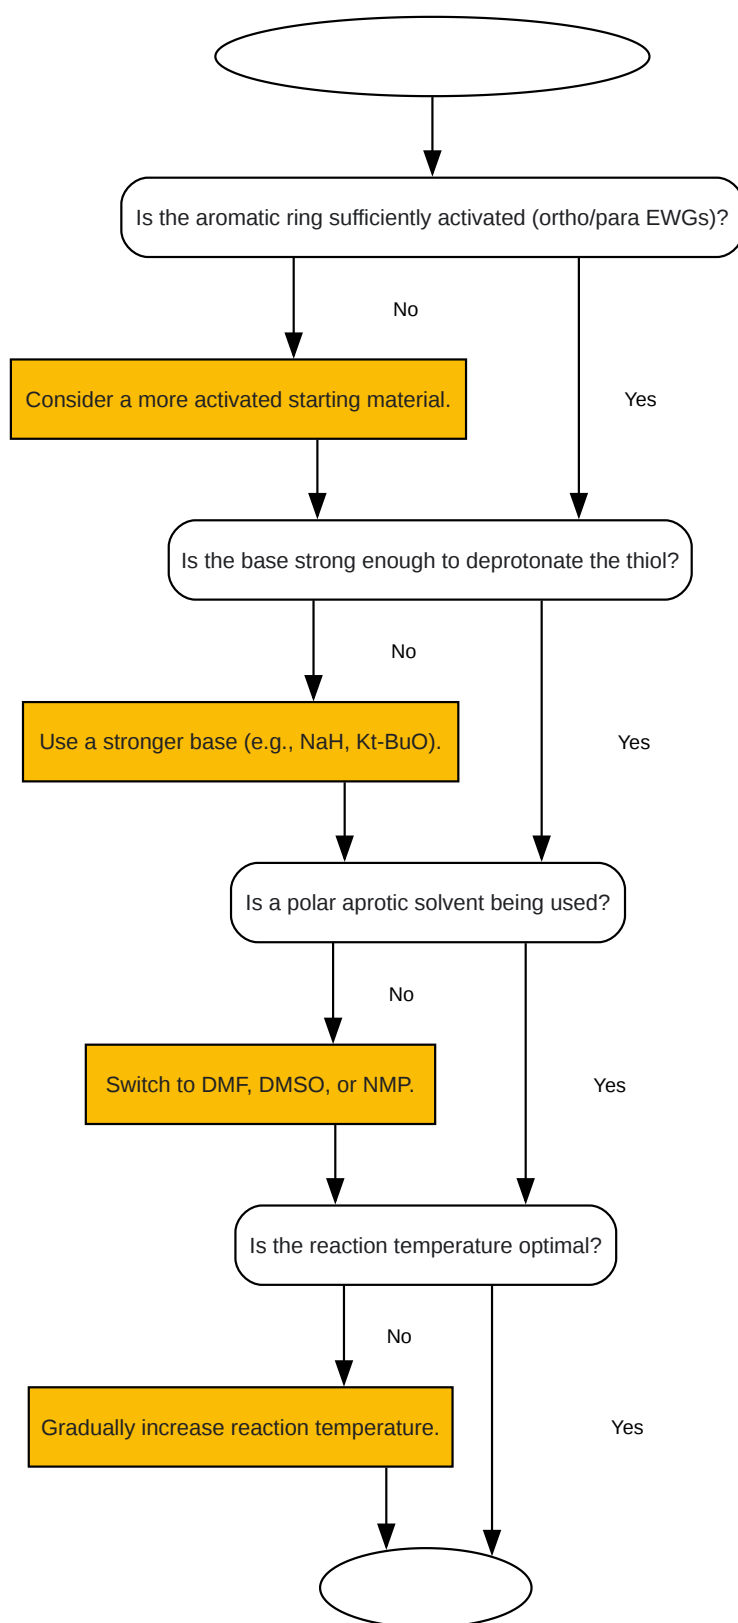 Is the aromatic ring sufficiently activated (ortho/para EWGs)?
No
Consider a more activated starting material.
Yes
Is the base strong enough to deprotonate the thiol?
No
Use a stronger base (e.g., NaH, Kt-BuO).
Yes
Is a polar aprotic solvent being used?
No
Switch to DMF, DMSO, or NMP.
Yes
Is the reaction temperature optimal?
No
Gradually increase reaction temperature.
Yes